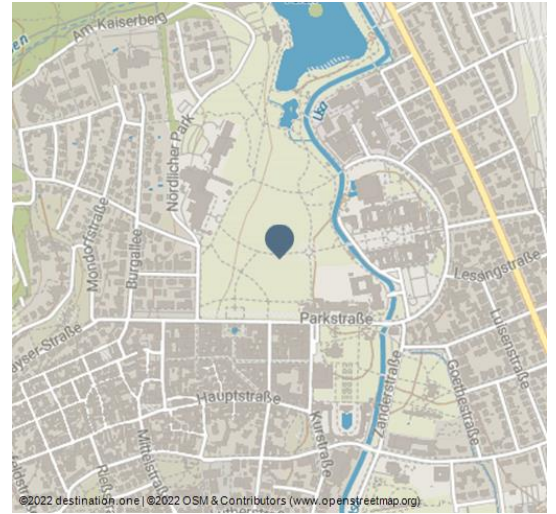 Am-Kaiserberg
Usa
Nördlicher Park
Mondorfstraße
Burgallee
Lessingstraße
Parkstraße
Luisenstraße
Goethestraße
Zanderstraße
Hauptstraße
Kurstraße
Mittelstraße
©2022 destination.one | ©2022 OSM & Contributors (www.openstreetmap.org)